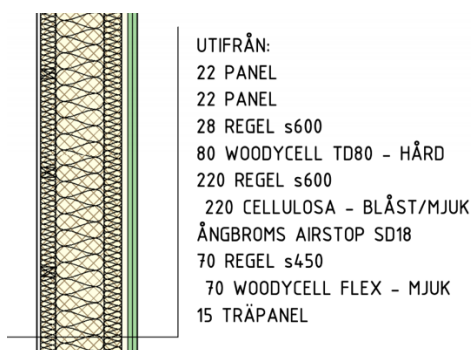 UTIFRÅN:
22 PANEL
22 PANEL
28 REGEL s600
80 WOODYCELL TD80 - HÅRD
220 REGEL s600
220 CELLULOSA - BLÅST/MJUK
ÅNGBROMS AIRSTOP SD18
70 REGEL s450
70 WOODYCELL FLEX - MJUK
15 TRÄPANEL